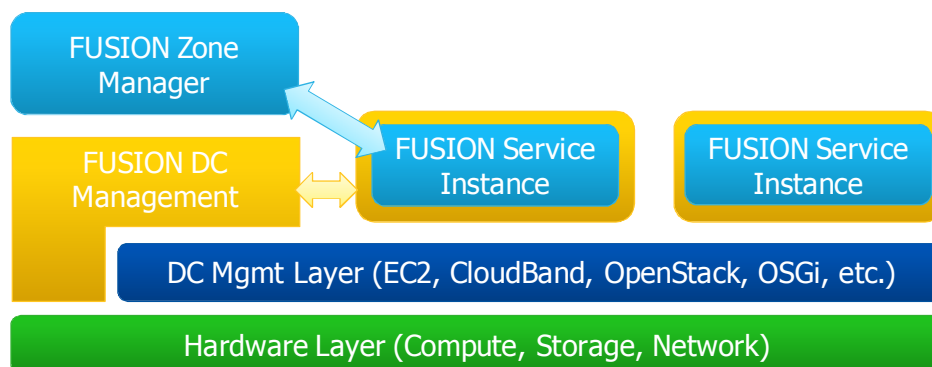 FUSION Zone
Manager
FUSION DC
Management
FUSION Service
Instance
FUSION Service
Instance
DC Mgmt Layer (EC2, CloudBand, OpenStack, OSGi, etc.)
Hardware Layer (Compute, Storage, Network)